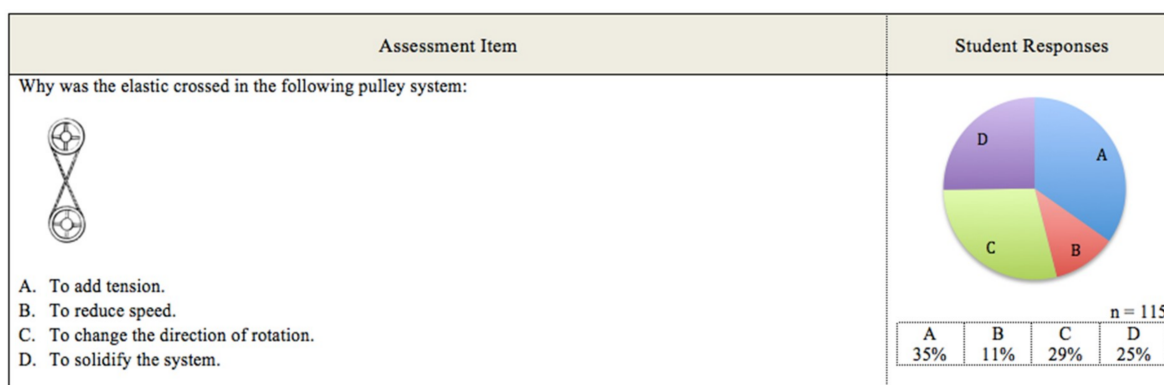 Assessment Item
Student Responses
Why was the elastic crossed in the following pulley system:
A. To add tension.
B. To reduce speed.
C. To change the direction of rotation.
D. To solidify the system.
D
A
C
B
n = 115
A B C D
35% 11% 29% 25%